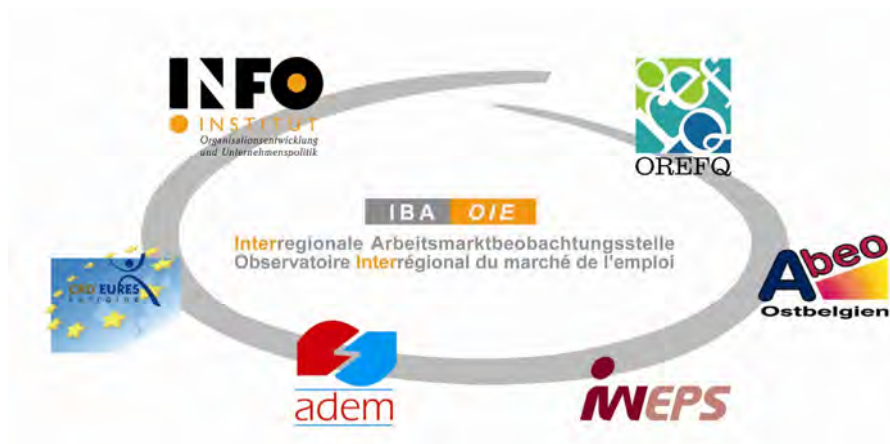 INFO
INSTITUT
Organisationsentwicklung
und Unternehmenspolitik
OREFQ
IBA OIE
Interregionale Arbeitsmarktbeobachtungsstelle
Observatoire Interrégional du marché de l'emploi
EURES
Abeo
Ostbelgien
adem
IWEPS